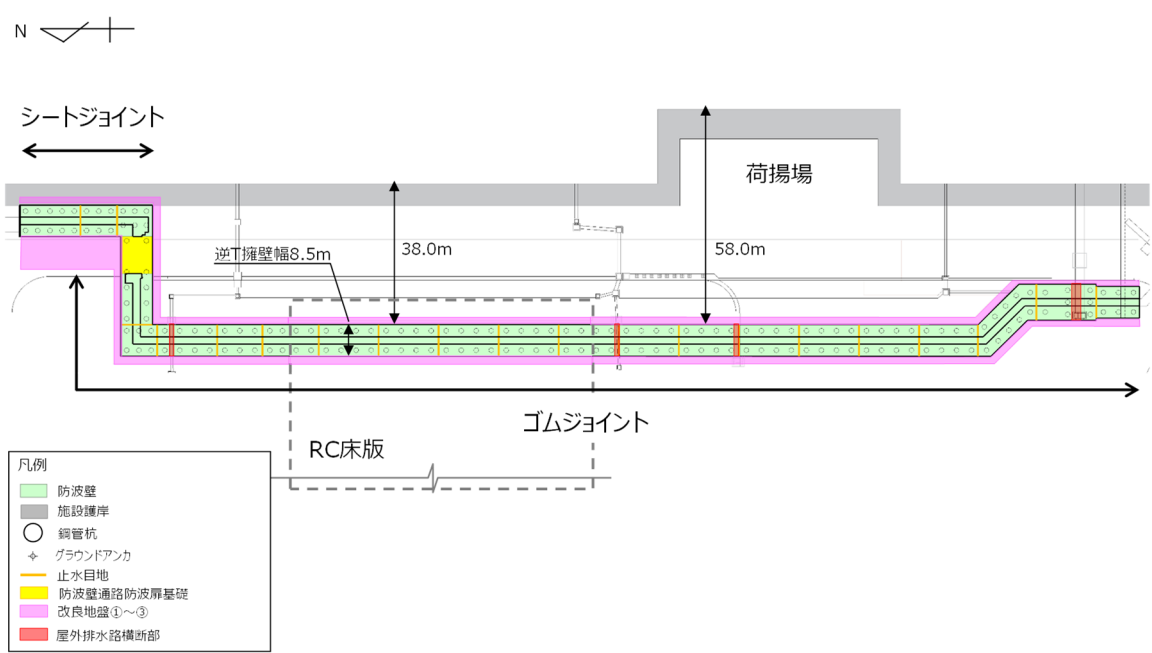 N
シートジョイント
荷揚場
逆T擁壁幅8.5m
38.0m
58.0m
ゴムジョイント
RC床版
凡例
防波壁
施設護岸
鋼管杭
グラウンドアンカ
止水目地
防波壁通路防波扉基礎
改良地盤①～③
屋外排水路横断部